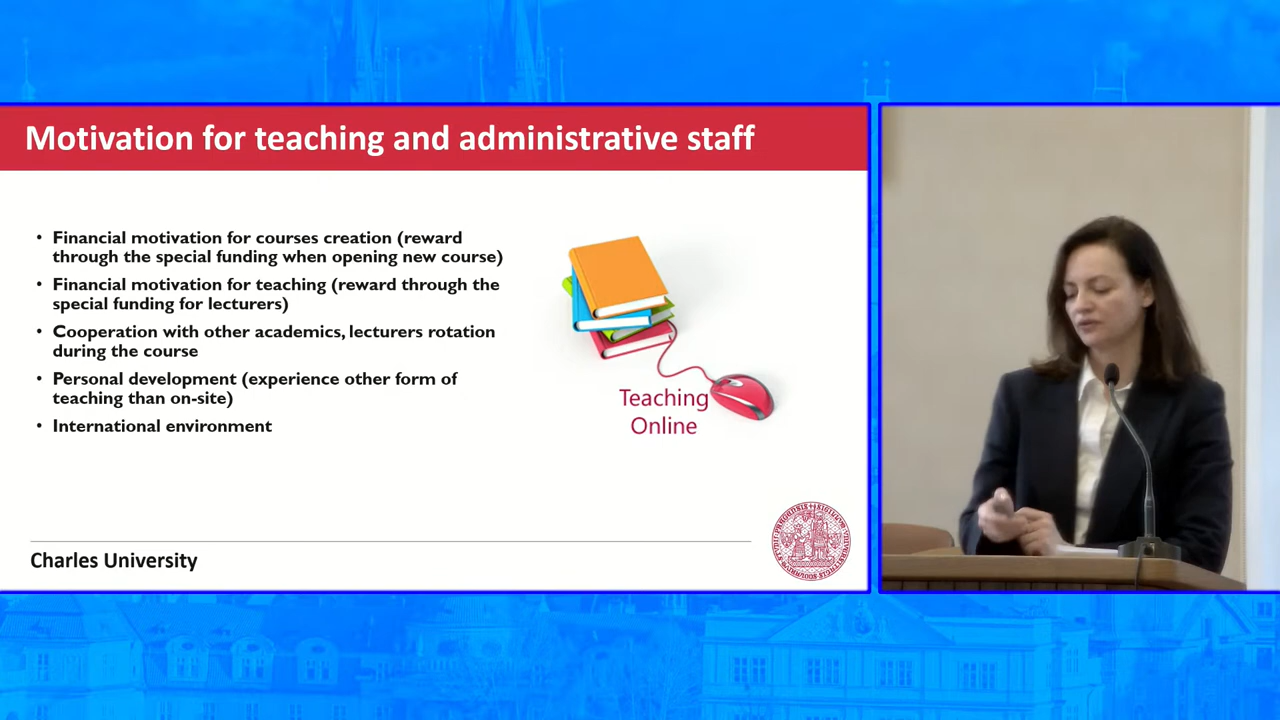 Motivation for teaching and administrative staff
• Financial motivation for courses creation (reward
through the special funding when opening new course)
• Financial motivation for teaching (reward through the
special funding for lecturers)
• Cooperation with other academics, lecturers rotation
during the course
• Personal development (experience other form of
teaching than on-site)
• International environment
Teaching
Online
Charles University